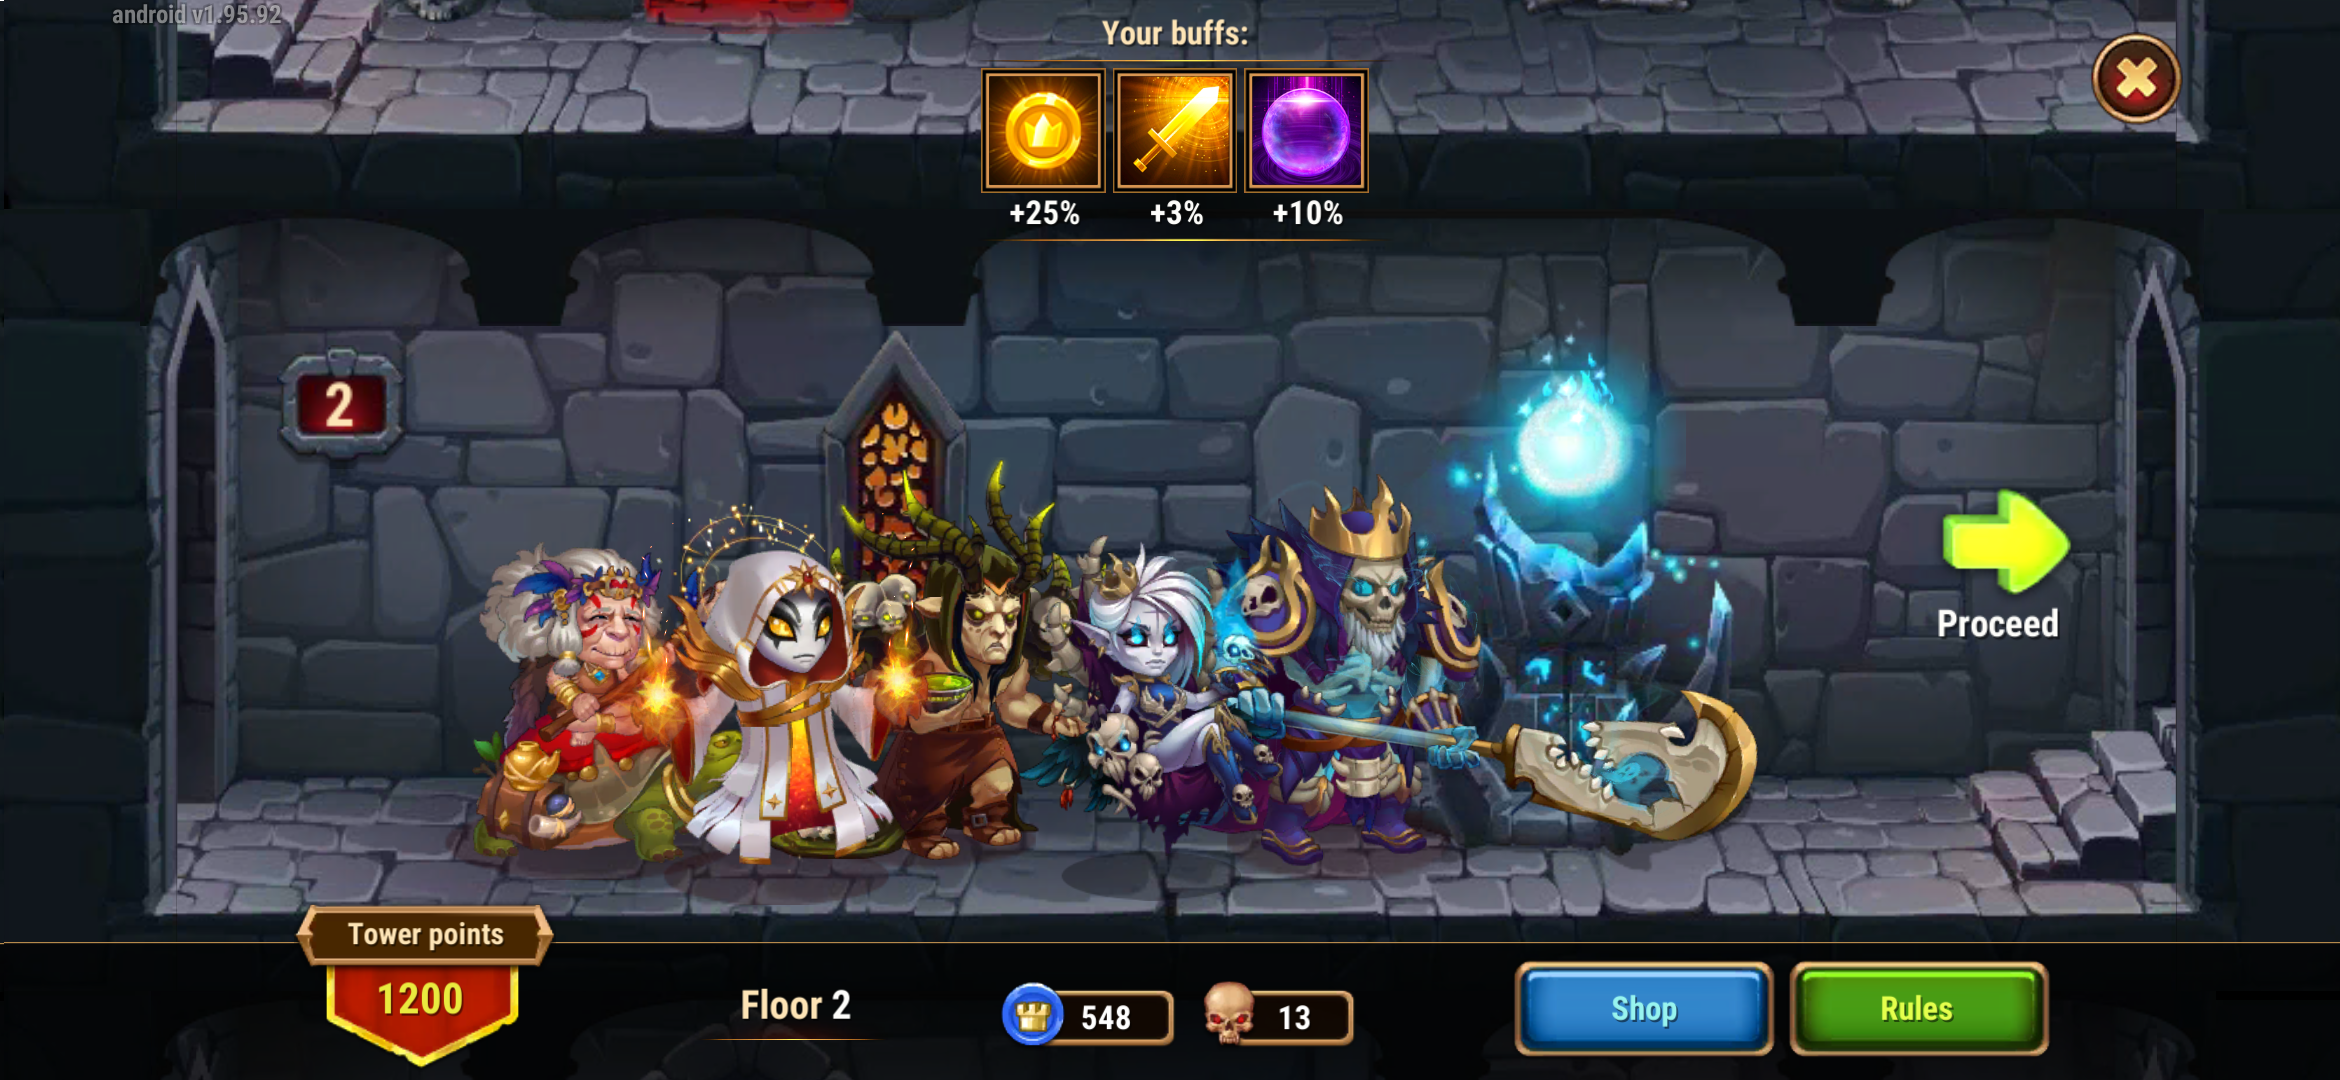 android v1.95.92
Your buffs:
+25% +3% +10%
2
Proceed
Tower points
1200
Floor 2
548
13
Shop
Rules